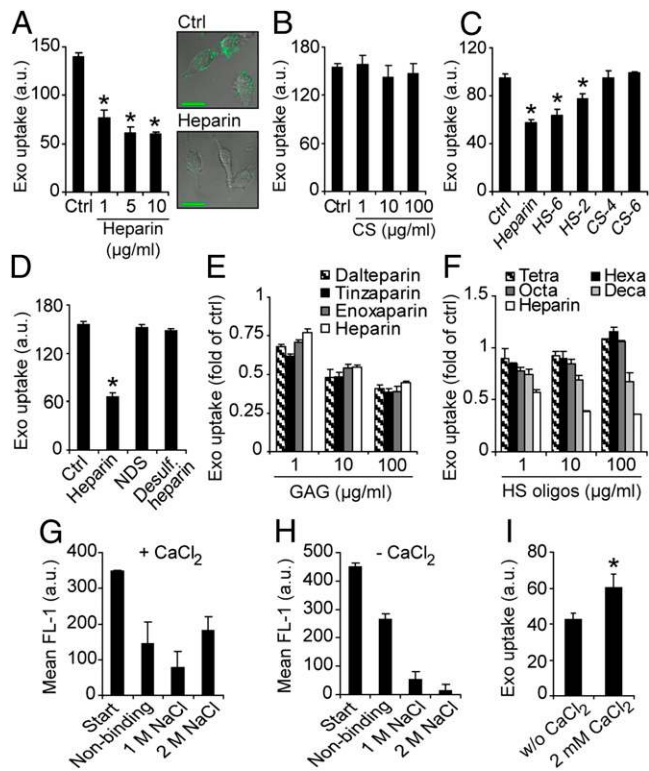 A
Exo uptake (a.u.)
150
100
50
0
* * *
Ctrl 1 5 10
Heparin
(µg/ml)
Ctrl
Heparin
B
Exo uptake (a.u.)
180
120
60
0
Ctrl 1 10 100
CS (µg/ml)
C
Exo uptake (a.u.)
120
80
40
0
* * *
Ctrl
Heparin
HS-6
HS-2
CS-4
CS-6
D
Exo uptake (a.u.)
180
120
60
0
*
Ctrl
Heparin
NDS
Desulf.
heparin
E
Exo uptake (fold of ctrl)
1
0.75
0.5
0.25
0
Dalteparin
Tinzaparin
Enoxaparin
Heparin
1 10 100
GAG (µg/ml)
F
Exo uptake (fold of ctrl)
1.5
1
0.5
0
Tetra Hexa
Octa Deca
Heparin
1 10 100
HS oligos (µg/ml)
G
+ CaCl2
Mean FL-1 (a.u.)
400
300
200
100
0
Start
Non-binding
1 M NaCl
2 M NaCl
H
- CaCl2
Mean FL-1 (a.u.)
500
400
300
200
100
0
Start
Non-binding
1 M NaCl
2 M NaCl
I
Exo uptake (a.u.)
80
60
40
20
0
*
w/o CaCl2
2 mM CaCl2